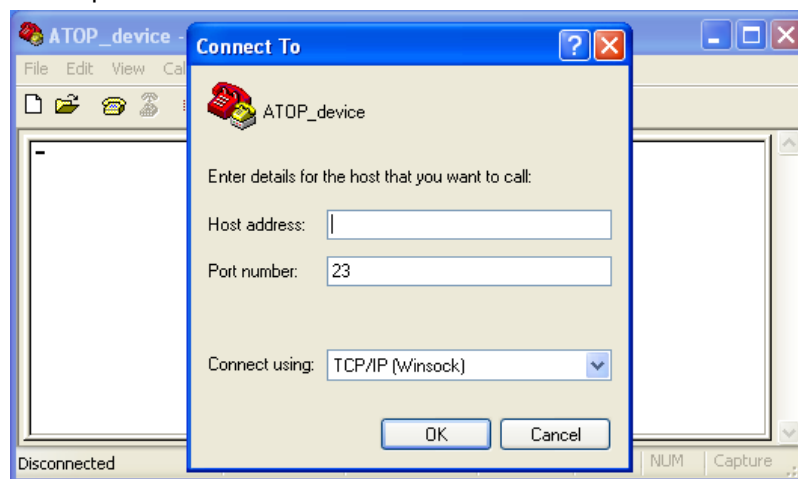 ATOP_device -
File Edit View Cal
Connect To
ATOP_device
Enter details for the host that you want to call:
Host address:
Port number: 23
Connect using: TCP/IP (Winsock)
OK Cancel
Disconnected NUM Capture